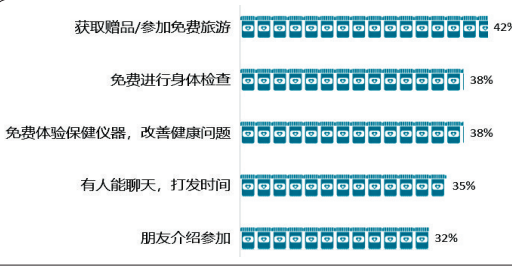 获取赠品/参加免费旅游 42%
免费进行身体检查 38%
免费体验保健仪器，改善健康问题 38%
有人能聊天，打发时间 35%
朋友介绍参加 32%